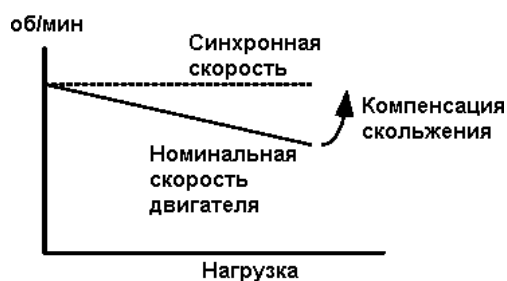 об/мин
Синхронная
скорость
Компенсация
скольжения
Номинальная
скорость
двигателя
Нагрузка